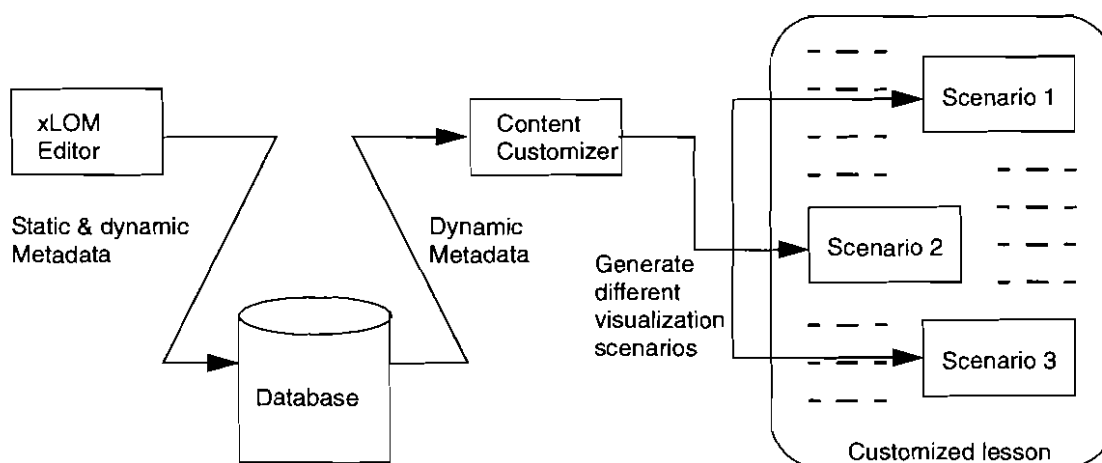 xLOM
Editor
Static & dynamic
Metadata
Database
Dynamic
Metadata
Content
Customizer
Generate
different
visualization
scenarios
Scenario 1
Scenario 2
Scenario 3
Customized lesson